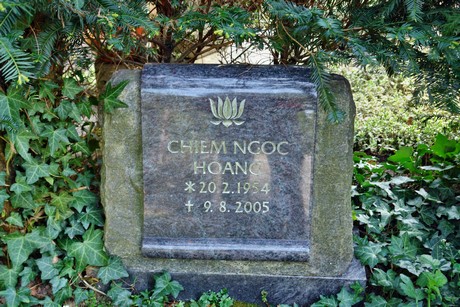 CHIEM NGOC
HOANG
* 20.2.1954
✝ 9.8.2005